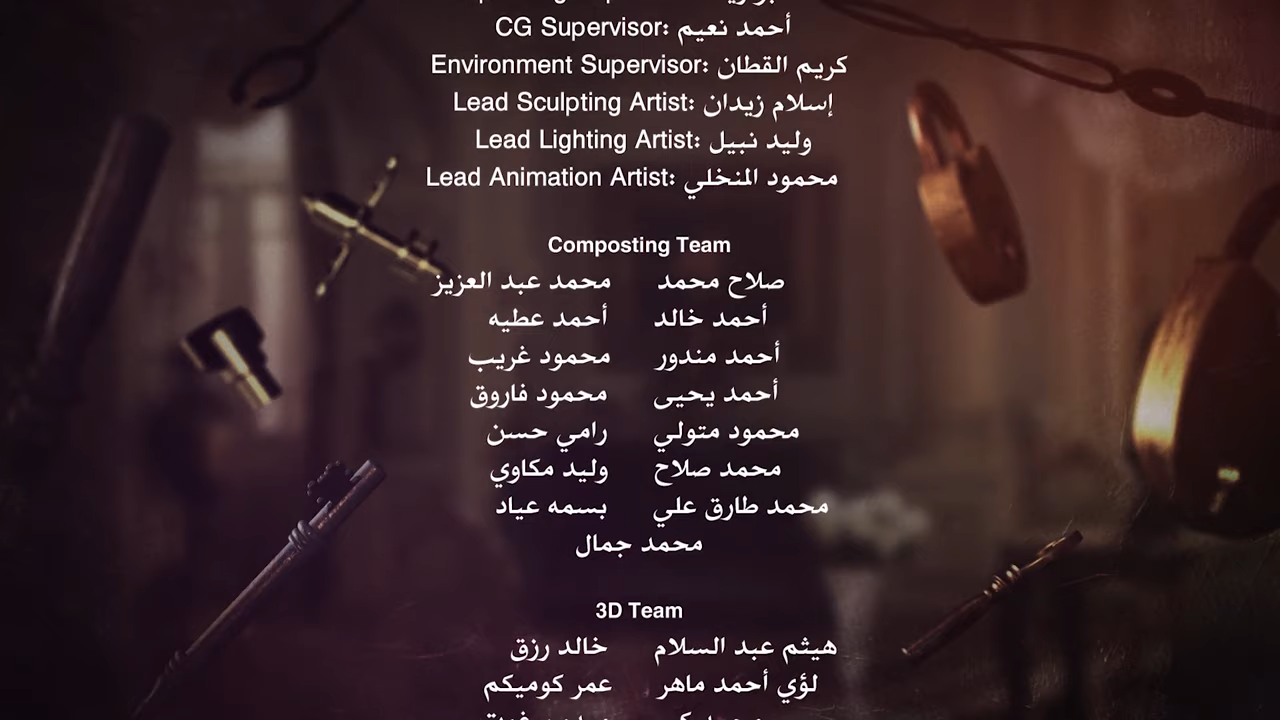 CG Supervisor: أحمد نعيم
Environment Supervisor: كريم القطان
Lead Sculpting Artist: إسلام زيدان
Lead Lighting Artist: وليد نبيل
Lead Animation Artist: محمود المنخلي
Composting Team
صلاح محمد محمد عبد العزيز
أحمد خالد أحمد عطيه
أحمد مندور محمود غريب
أحمد يحيى محمود فاروق
محمود متولي رامي حسن
محمد صلاح وليد مكاوي
محمد طارق علي بسمه عياد
محمد جمال
3D Team
هيثم عبد السلام خالد رزق
لؤي أحمد ماهر عمر كوميكم